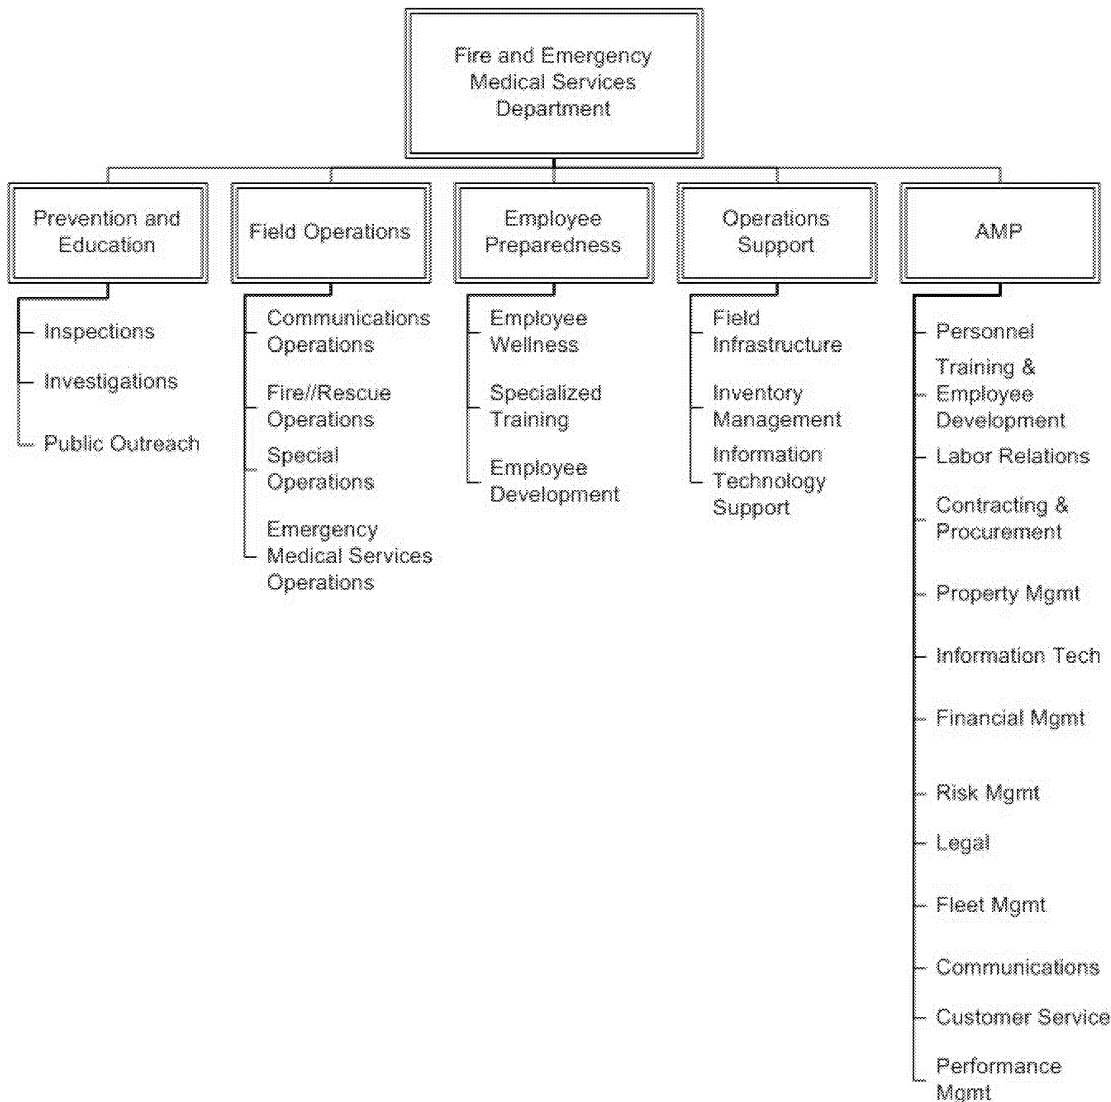 Fire and Emergency
Medical Services
Department
Prevention and
Education
Field Operations
Employee
Preparedness
Operations
Support
AMP
Inspections
Investigations
Public Outreach
Communications
Operations
Fire//Rescue
Operations
Special
Operations
Emergency
Medical Services
Operations
Employee
Wellness
Specialized
Training
Employee
Development
Field
Infrastructure
Inventory
Management
Information
Technology
Support
Personnel
Training &
Employee
Development
Labor Relations
Contracting &
Procurement
Property Mgmt
Information Tech
Financial Mgmt
Risk Mgmt
Legal
Fleet Mgmt
Communications
Customer Service
Performance
Mgmt